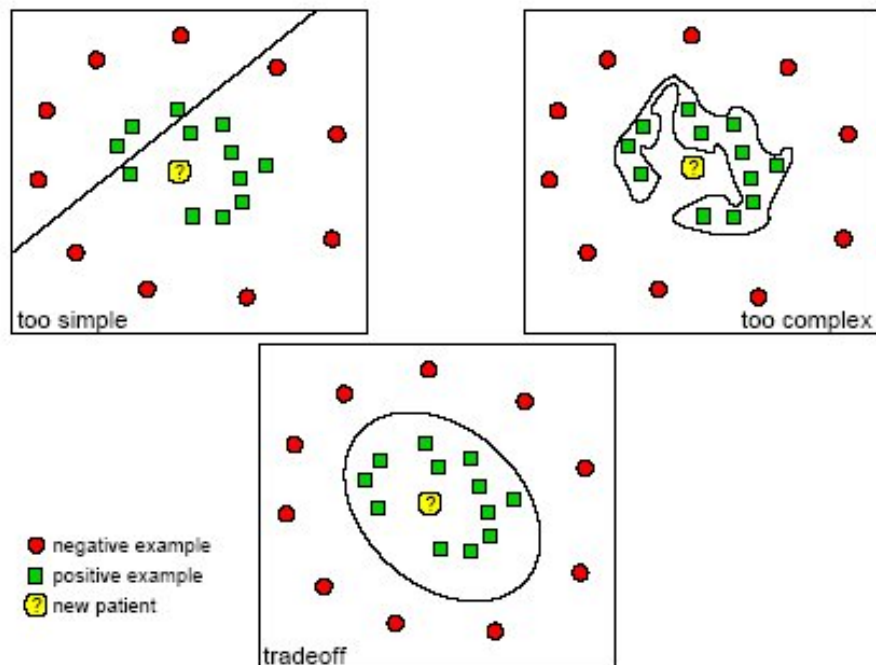 too simple
too complex
? negative example
positive example
? new patient
tradeoff